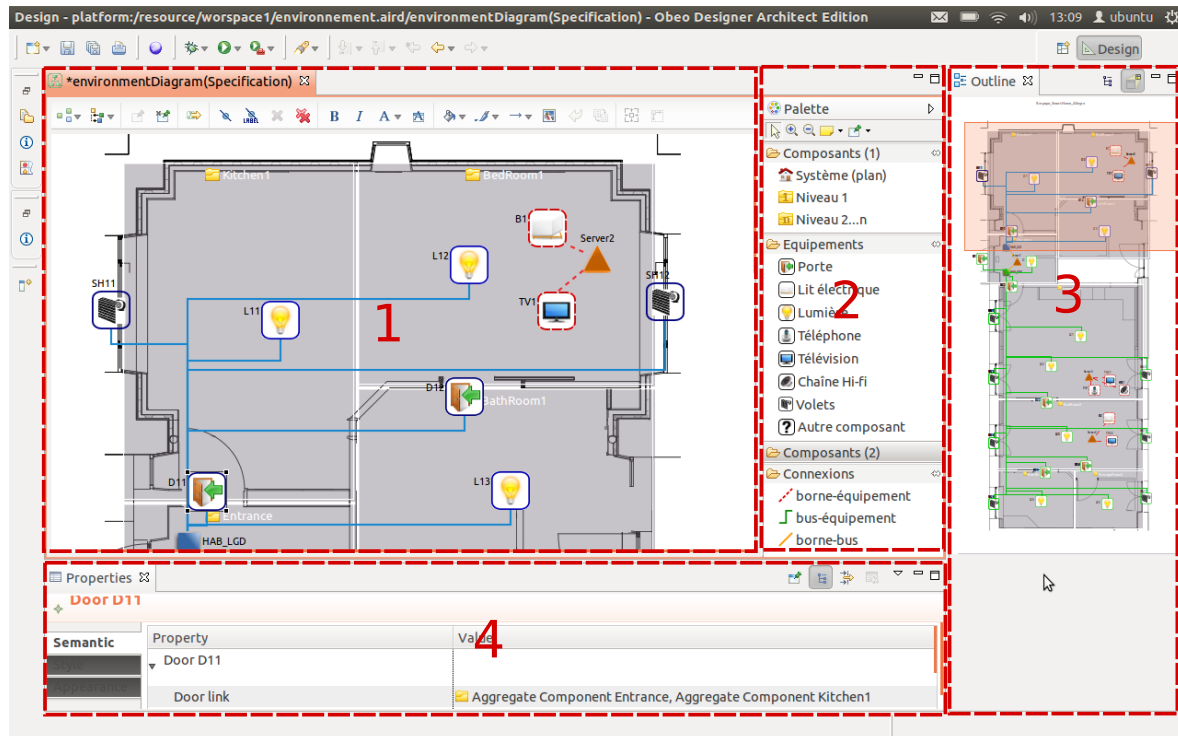 Design - platform:/resource/worspace1/environnement.aird/environmentDiagram(Specification) - Obeo Designer Architect Edition
13:09 ubuntu
Design
*environmentDiagram(Specification)
LABEL
B I A
Kitchen1
BedRoom1
B1
Server2
L12
SH11
SH12
TV1
L11
1
D12
BathRoom1
D11
L13
Entrance
HAB_LGD
Palette
Composants (1)
Système (plan)
1 Niveau 1
n Niveau 2...n
Equipements
Porte
Lit électrique
2
Lumière
Téléphone
Télévision
Chaîne Hi-fi
Volets
? Autre composant
Composants (2)
Connexions
borne-équipement
bus-équipement
borne-bus
Outline
3
Properties
Door D11
Semantic
Style
Appearance
Property
Value
4
Door D11
Door link
Aggregate Component Entrance, Aggregate Component Kitchen1